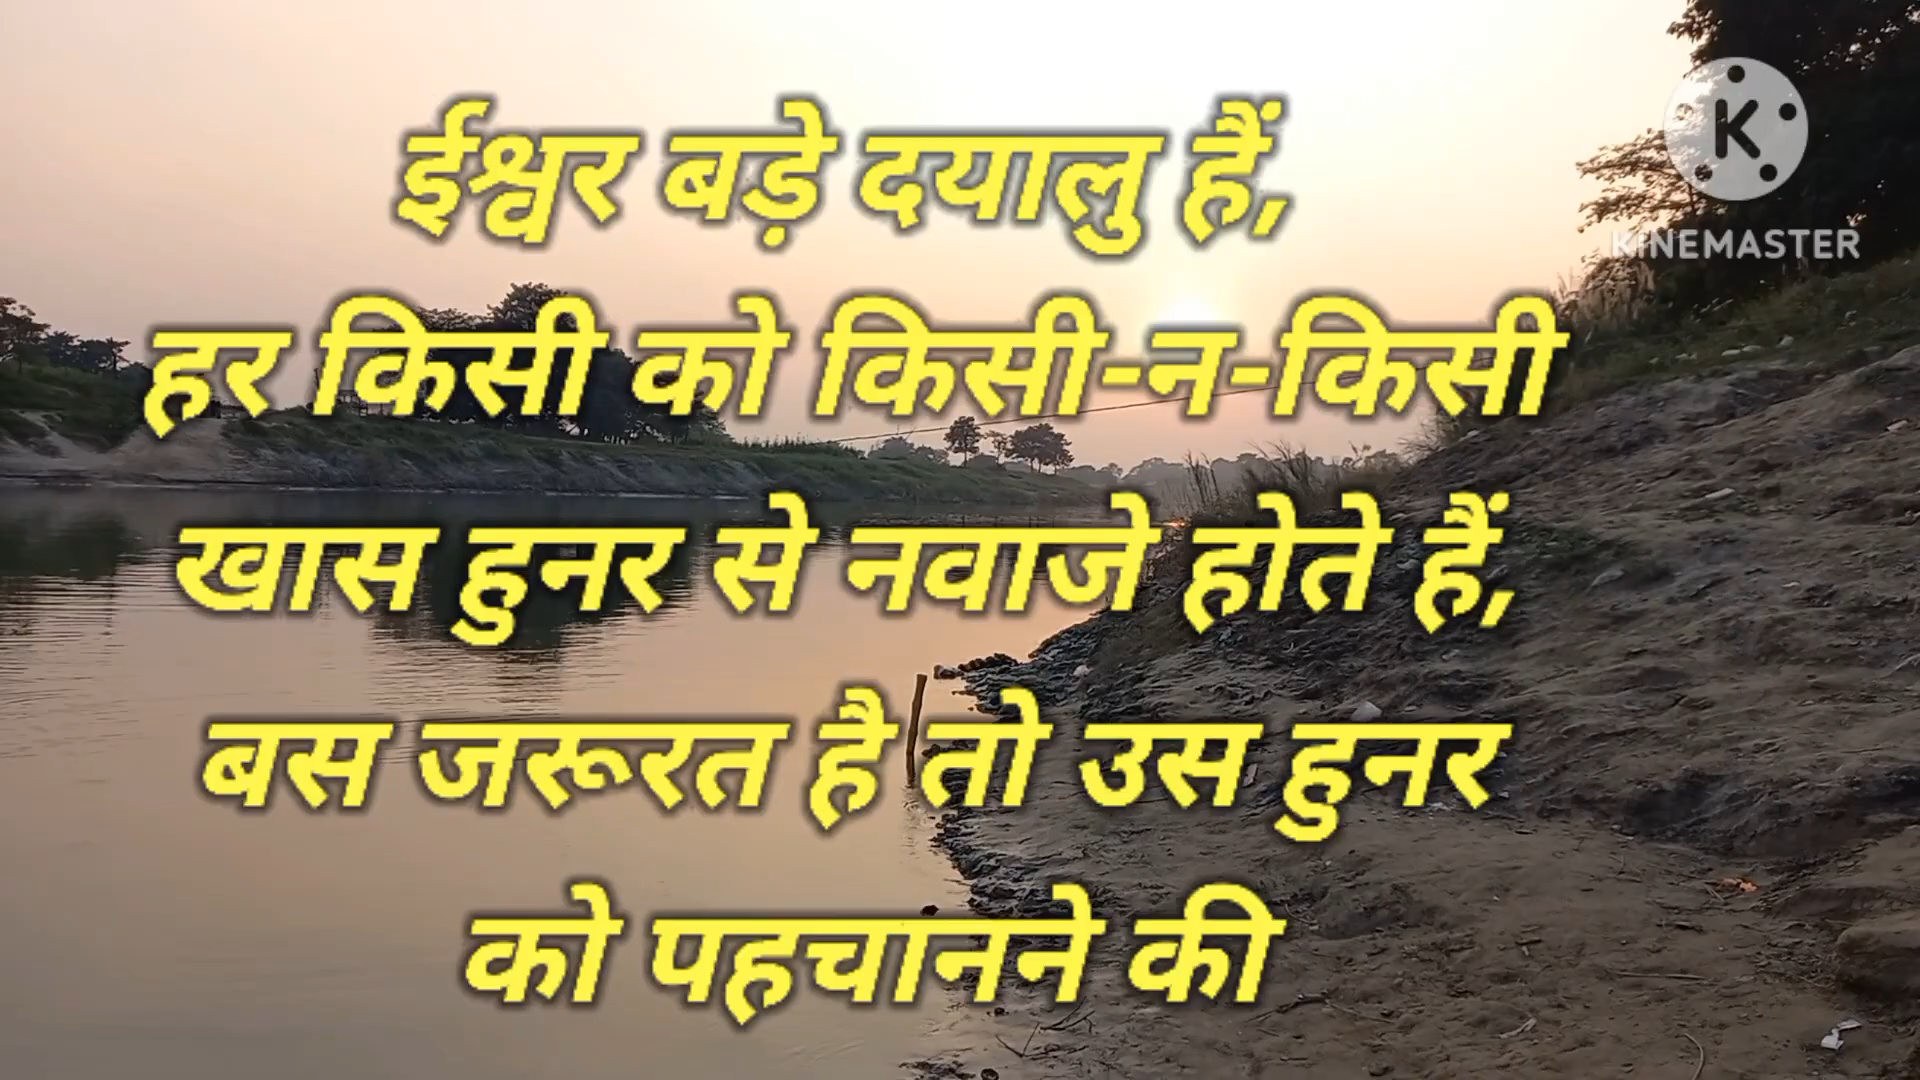 ईश्वर बड़े दयालु हैं,
हर किसी को किसी-न-किसी
खास हुनर से नवाजे होते हैं,
बस जरूरत है तो उस हुनर
को पहचानने की
K
KINEMASTER